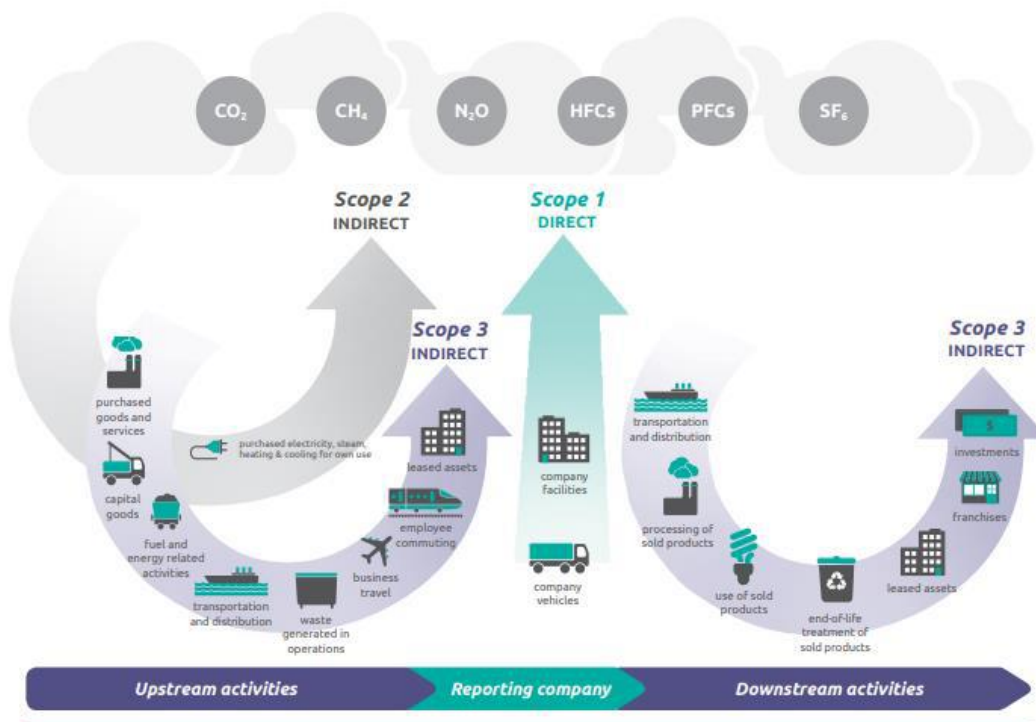 CO₂
CH₄
N₂O
HFCs
PFCs
SF₆
Scope 2
INDIRECT
Scope 1
DIRECT
Scope 3
INDIRECT
Scope 3
INDIRECT
purchased
goods and
services
capital
goods
fuel and
energy related
activities
transportation
and distribution
waste
generated in
operations
business
travel
employee
commuting
leased assets
purchased electricity, steam,
heating & cooling for own use
company
facilities
company
vehicles
transportation
and distribution
processing of
sold products
use of sold
products
end-of-life
treatment of
sold products
leased assets
franchises
$
investments
Upstream activities
Reporting company
Downstream activities